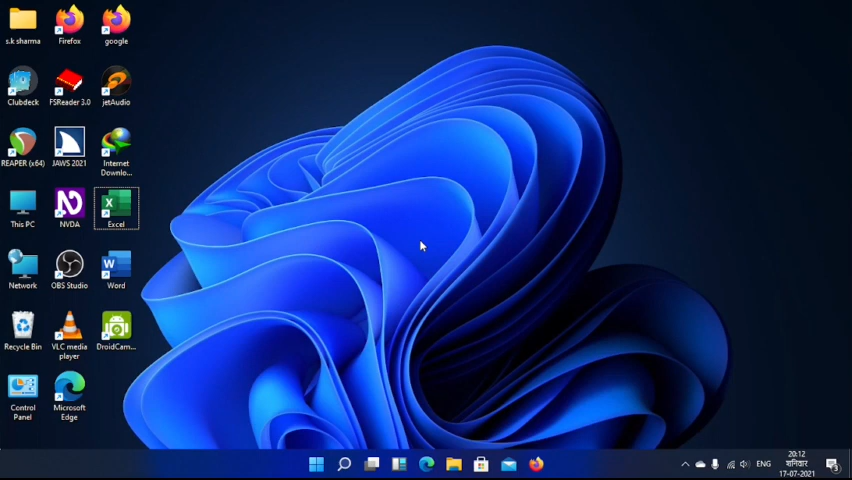 s.k sharma
Firefox
google
Clubdeck
FSReader 3.0
jetAudio
REAPER (x64)
JAWS 2021
Internet
Downlo...
This PC
NVDA
Excel
Network
OBS Studio
Word
Recycle Bin
VLC media
player
DroidCam...
Control
Panel
Microsoft
Edge
ENG
20:12
शनिवार
17-07-2021
3